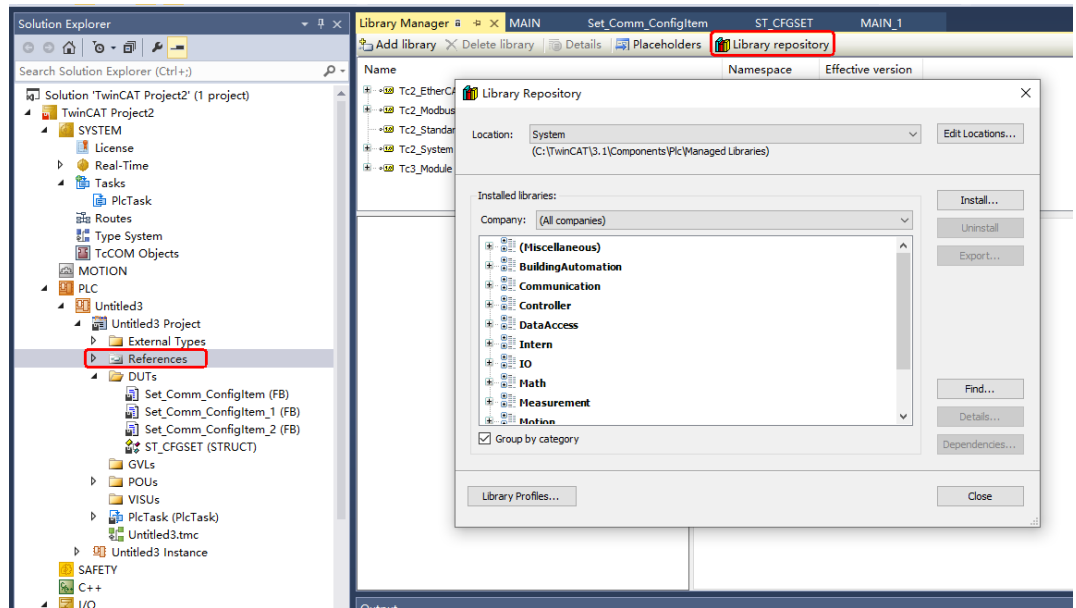 Solution Explorer
Search Solution Explorer (Ctrl+;)
Solution 'TwinCAT Project2' (1 project)
TwinCAT Project2
SYSTEM
License
Real-Time
Tasks
PlcTask
Routes
Type System
TcCOM Objects
MOTION
PLC
Untitled3
Untitled3 Project
External Types
References
DUTs
Set_Comm_ConfigItem (FB)
Set_Comm_ConfigItem_1 (FB)
Set_Comm_ConfigItem_2 (FB)
ST_CFGSET (STRUCT)
GVLs
POUs
VISUs
PlcTask (PlcTask)
Untitled3.tmc
Untitled3 Instance
SAFETY
C++
I/O
Library Manager MAIN Set_Comm_ConfigItem ST_CFGSET MAIN_1
Add library Delete library Details Placeholders Library repository
Name Namespace Effective version
Tc2_EtherCA
Tc2_Modbus
Tc2_Standar
Tc2_System
Tc3_Module
Library Repository
Location: System Edit Locations...
(C:\TwinCAT\3.1\Components\Plc\Managed Libraries)
Installed libraries:
Company: (All companies)
(Miscellaneous)
BuildingAutomation
Communication
Controller
DataAccess
Intern
IO
Math
Measurement
Motion
Group by category
Install...
Uninstall
Export...
Find...
Details...
Dependencies...
Library Profiles... Close
Output